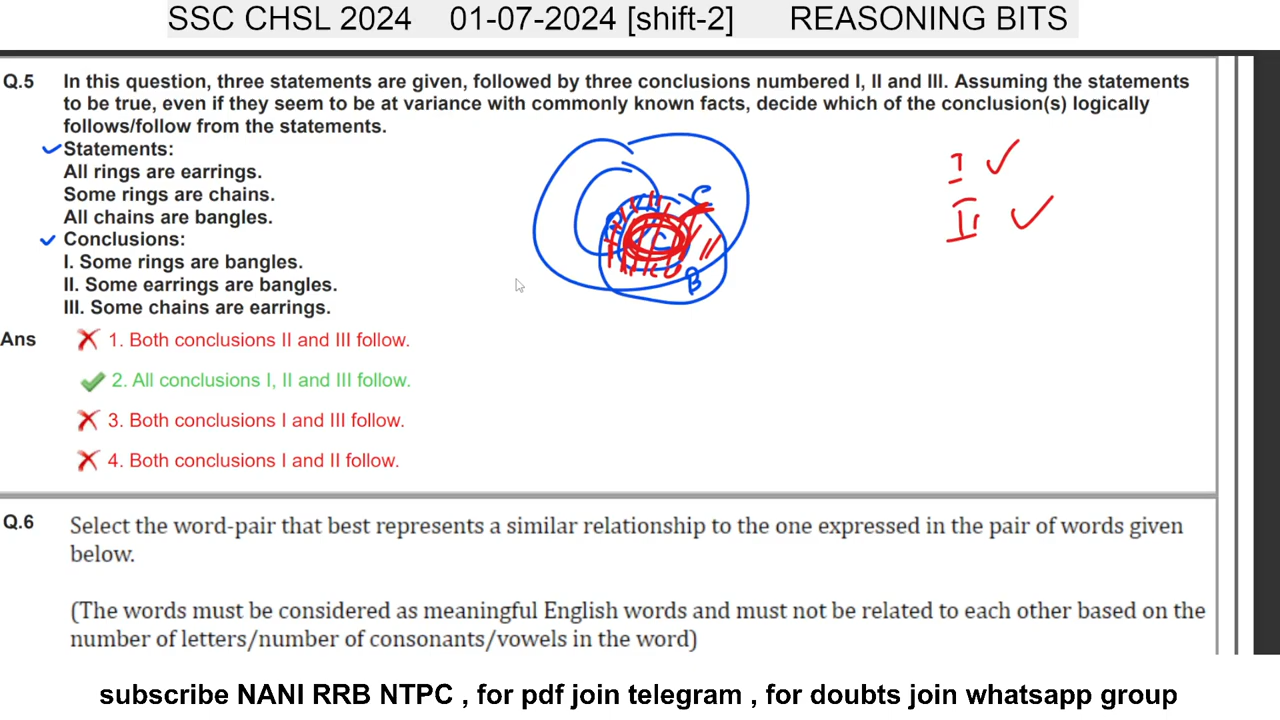 SSC CHSL 2024 01-07-2024 [shift-2] REASONING BITS
Q.5 In this question, three statements are given, followed by three conclusions numbered I, II and III. Assuming the statements
to be true, even if they seem to be at variance with commonly known facts, decide which of the conclusion(s) logically
follows/follow from the statements.
Statements:
All rings are earrings.
Some rings are chains.
All chains are bangles.
Conclusions:
I. Some rings are bangles.
II. Some earrings are bangles.
III. Some chains are earrings.
C
C
B
I ✓
II ✓
Ans 1. Both conclusions II and III follow.
2. All conclusions I, II and III follow.
3. Both conclusions I and III follow.
4. Both conclusions I and II follow.
Q.6 Select the word-pair that best represents a similar relationship to the one expressed in the pair of words given
below.
(The words must be considered as meaningful English words and must not be related to each other based on the
number of letters/number of consonants/vowels in the word)
subscribe NANI RRB NTPC , for pdf join telegram , for doubts join whatsapp group